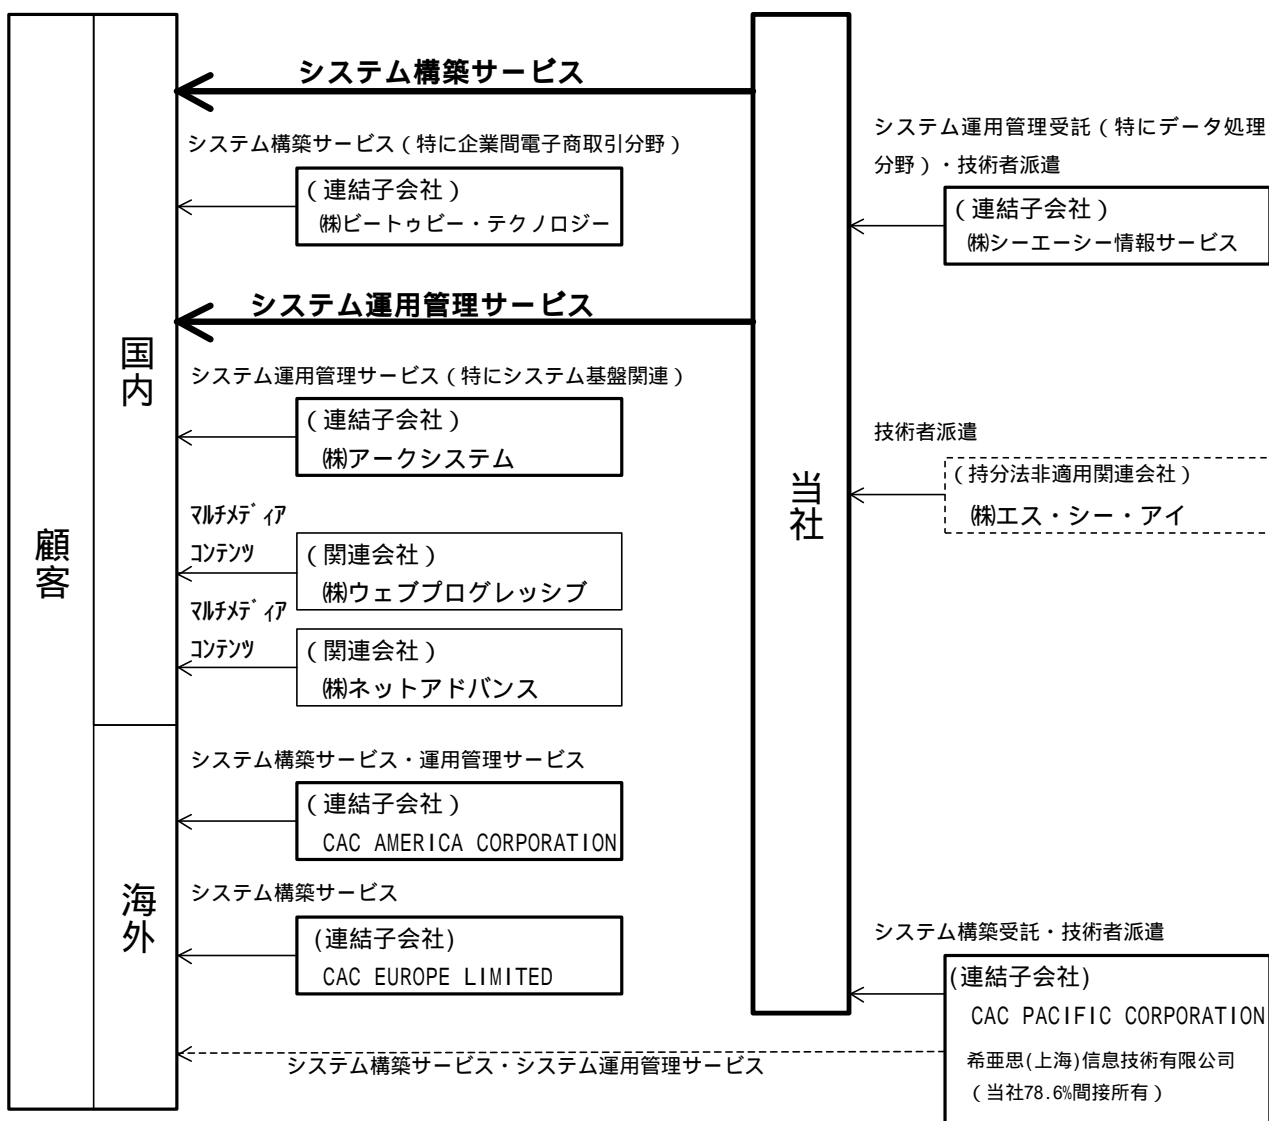 顧客
国内
海外
システム構築サービス
システム構築サービス（特に企業間電子商取引分野）
（連結子会社）
㈱ビートゥビー・テクノロジー
システム運用管理サービス
システム運用管理サービス（特にシステム基盤関連）
（連結子会社）
㈱アークシステム
ﾏﾙﾁﾒﾃﾞｨｱ
ｺﾝﾃﾝﾂ
（関連会社）
㈱ウェブプログレッシブ
ﾏﾙﾁﾒﾃﾞｨｱ
ｺﾝﾃﾝﾂ
（関連会社）
㈱ネットアドバンス
システム構築サービス・運用管理サービス
（連結子会社）
CAC AMERICA CORPORATION
システム構築サービス
(連結子会社)
CAC EUROPE LIMITED
システム構築サービス・システム運用管理サービス
当社
システム運用管理受託（特にデータ処理
分野）・技術者派遣
（連結子会社）
㈱シーエーシー情報サービス
技術者派遣
（持分法非適用関連会社）
㈱エス・シー・アイ
システム構築受託・技術者派遣
(連結子会社)
CAC PACIFIC CORPORATION
希亜思(上海)信息技術有限公司
（当社78.6%間接所有）